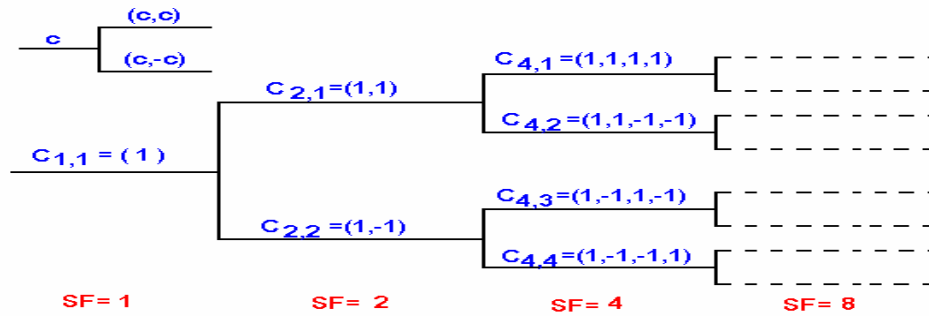 (c,c)
c
(c,-c)
C4,1 =(1,1,1,1)
C2,1 =(1,1)
C4,2 =(1,1,-1,-1)
C1,1 = ( 1 )
C4,3 =(1,-1,1,-1)
C2,2 =(1,-1)
C4,4 =(1,-1,-1,1)
SF= 1 SF= 2 SF= 4 SF= 8